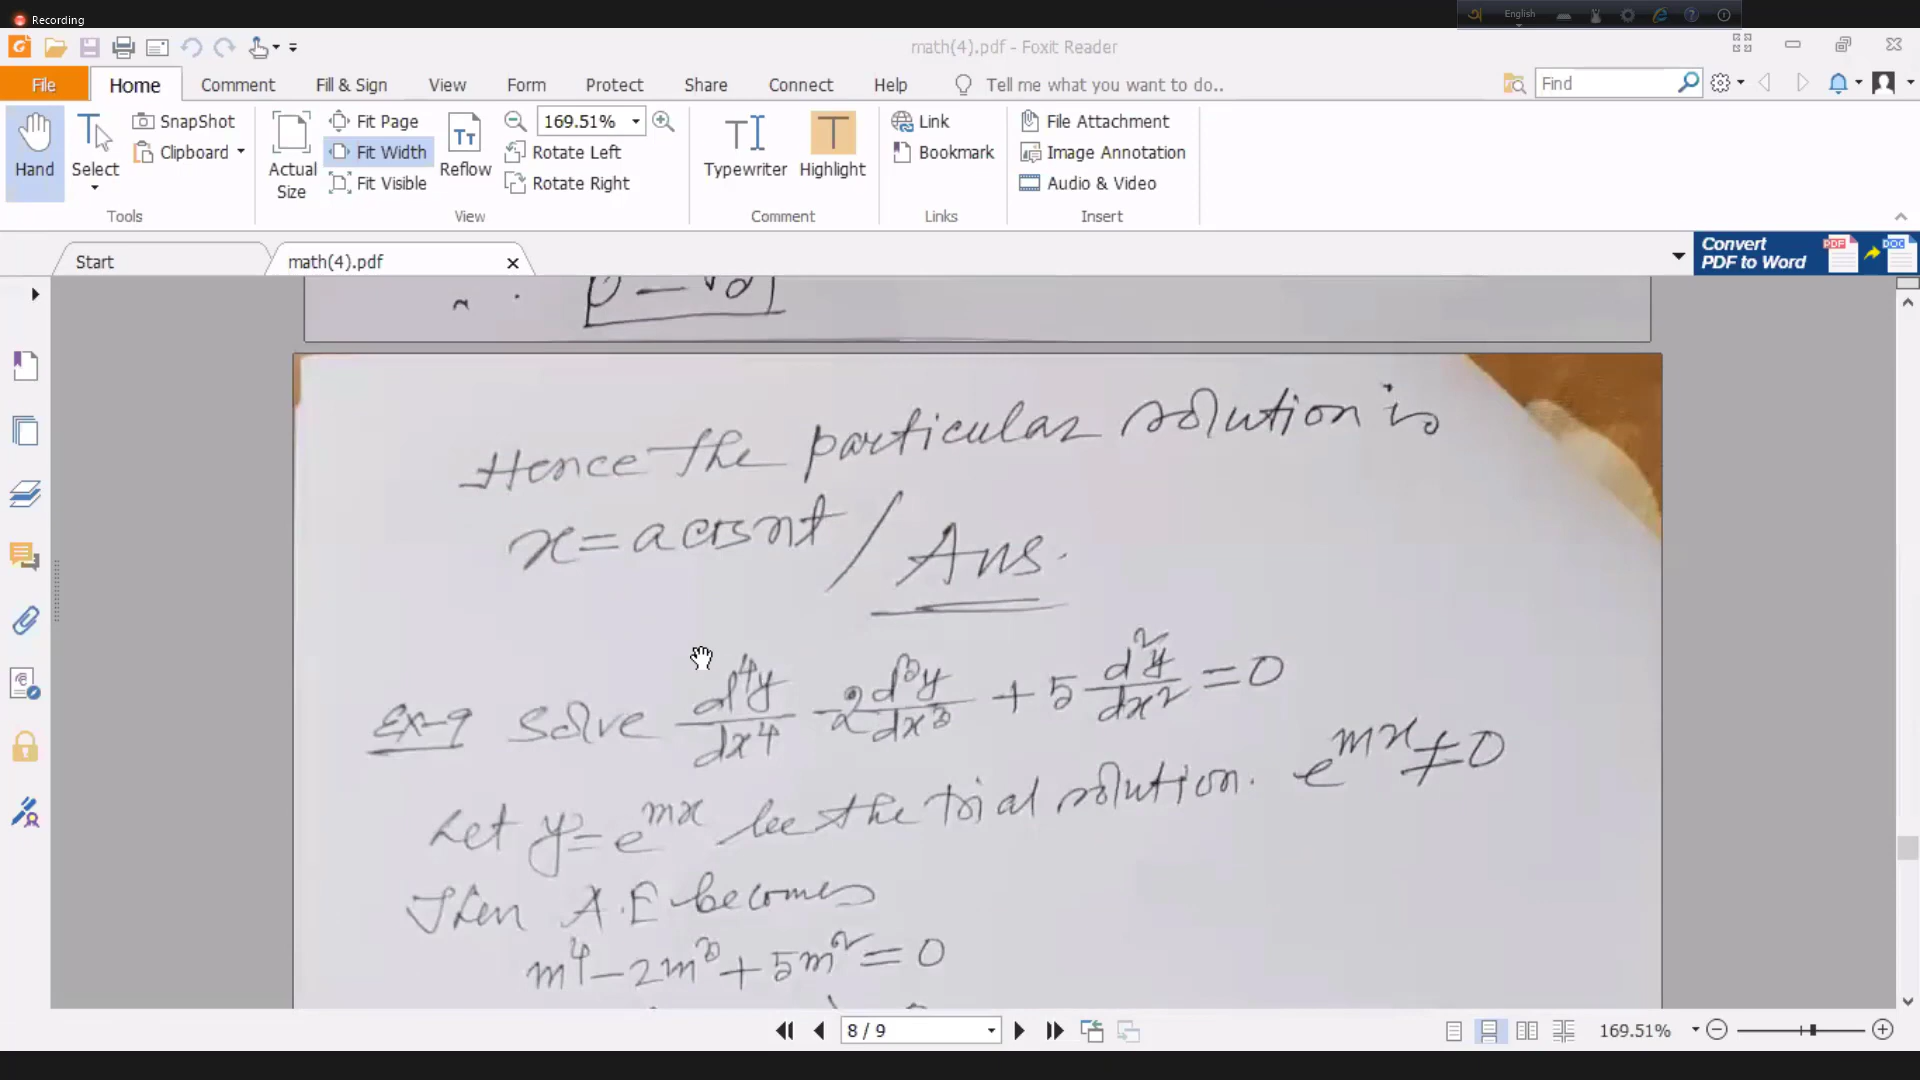 Recording
English
math(4).pdf - Foxit Reader
File
Home
Comment
Fill & Sign
View
Form
Protect
Share
Connect
Help
Tell me what you want to do..
Find
Hand
Select
SnapShot
Clipboard
Tools
Actual Size
Fit Page
Fit Width
Fit Visible
Reflow
169.51%
Rotate Left
Rotate Right
View
Typewriter
Highlight
Comment
Link
Bookmark
Links
File Attachment
Image Annotation
Audio & Video
Insert
Start
math(4).pdf
Convert
PDF to Word
PDF
DOC
Hence the particular solution is
x = a cos nt / Ans.
Ex-9 Solve d⁴y/dx⁴ - 2 d³y/dx³ + 5 d²y/dx² = 0
Let y = e^mx be the trial solution. e^mx ≠ 0
Then A.E becomes
m⁴ - 2m³ + 5m² = 0
8 / 9
169.51%